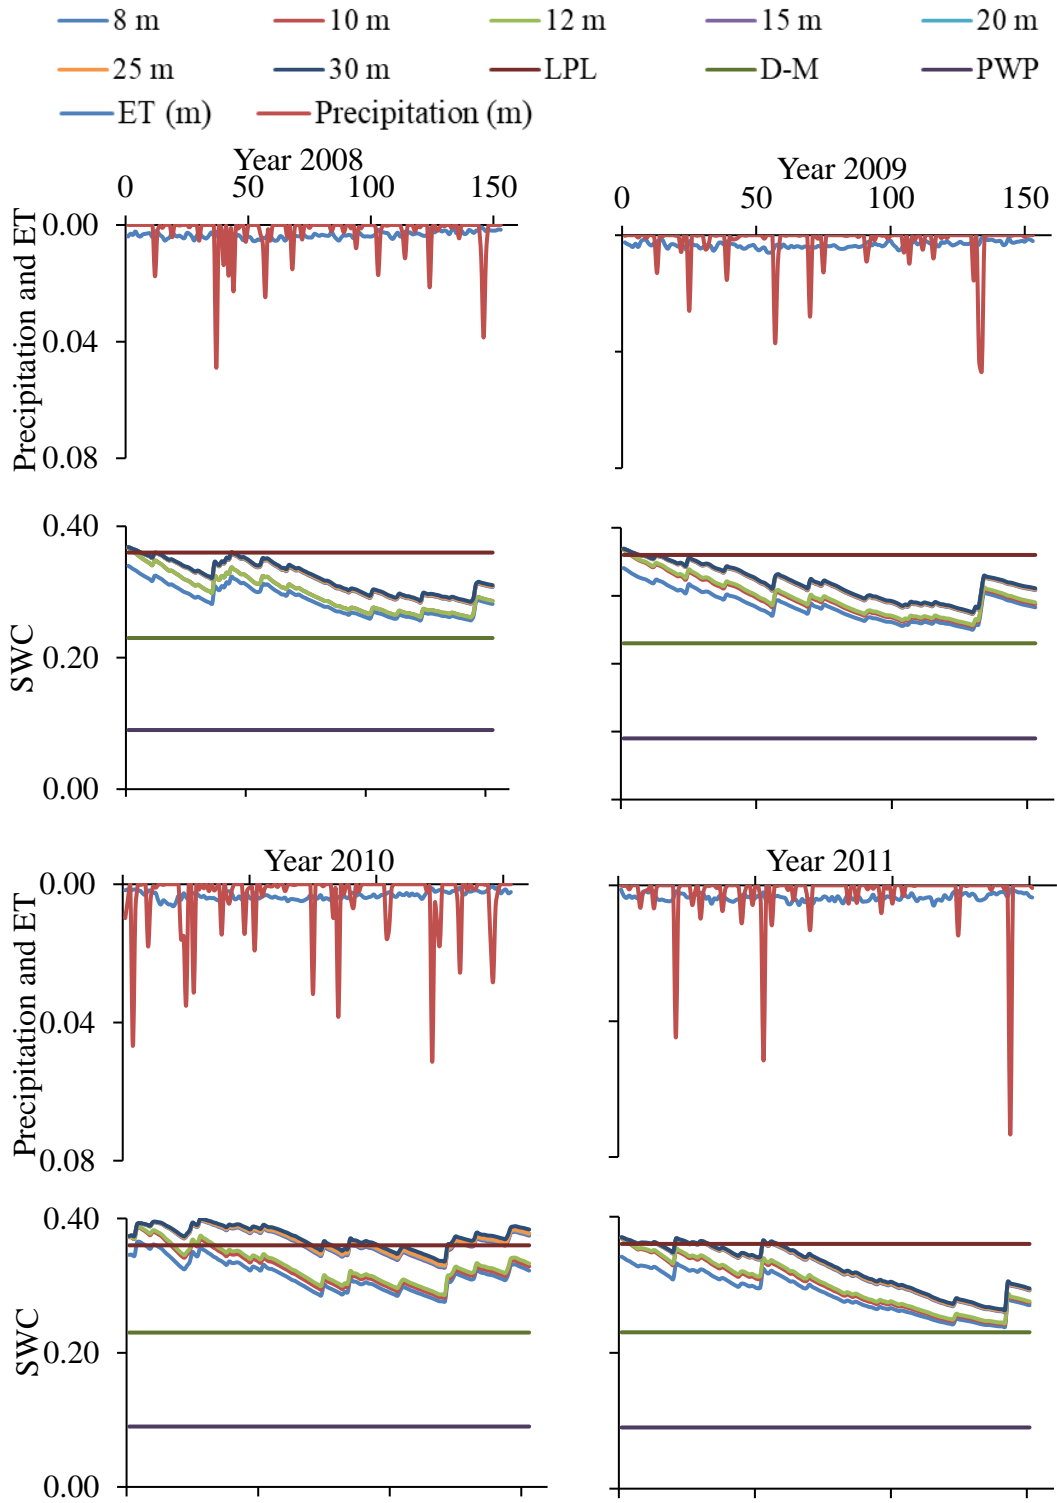 8 m 10 m 12 m 15 m 20 m
25 m 30 m LPL D-M PWP
ET (m) Precipitation (m)
Year 2008
0 50 100 150
Precipitation and ET
0.00
0.04
0.08
Year 2009
0 50 100 150
SWC
0.40
0.20
0.00
Year 2010
Precipitation and ET
0.00
0.04
0.08
Year 2011
SWC
0.40
0.20
0.00